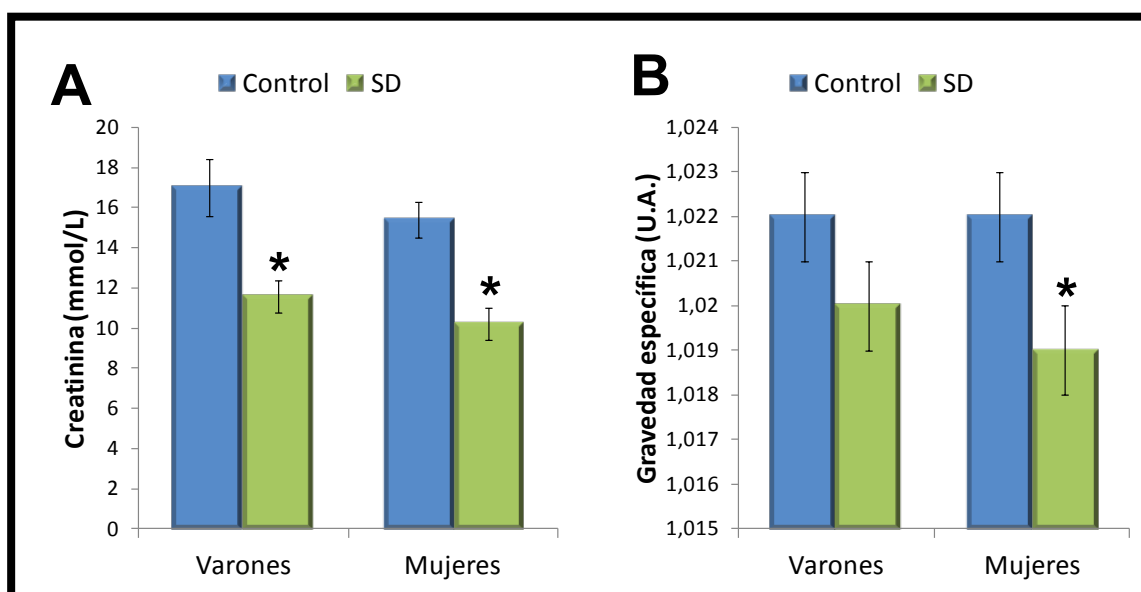 A
Control
SD
Creatinina (mmol/L)
20
18
16
14
12
10
8
6
4
2
0
*
*
Varones
Mujeres
B
Control
SD
Gravedad específica (U.A.)
1,024
1,023
1,022
1,021
1,02
1,019
1,018
1,017
1,016
1,015
*
Varones
Mujeres